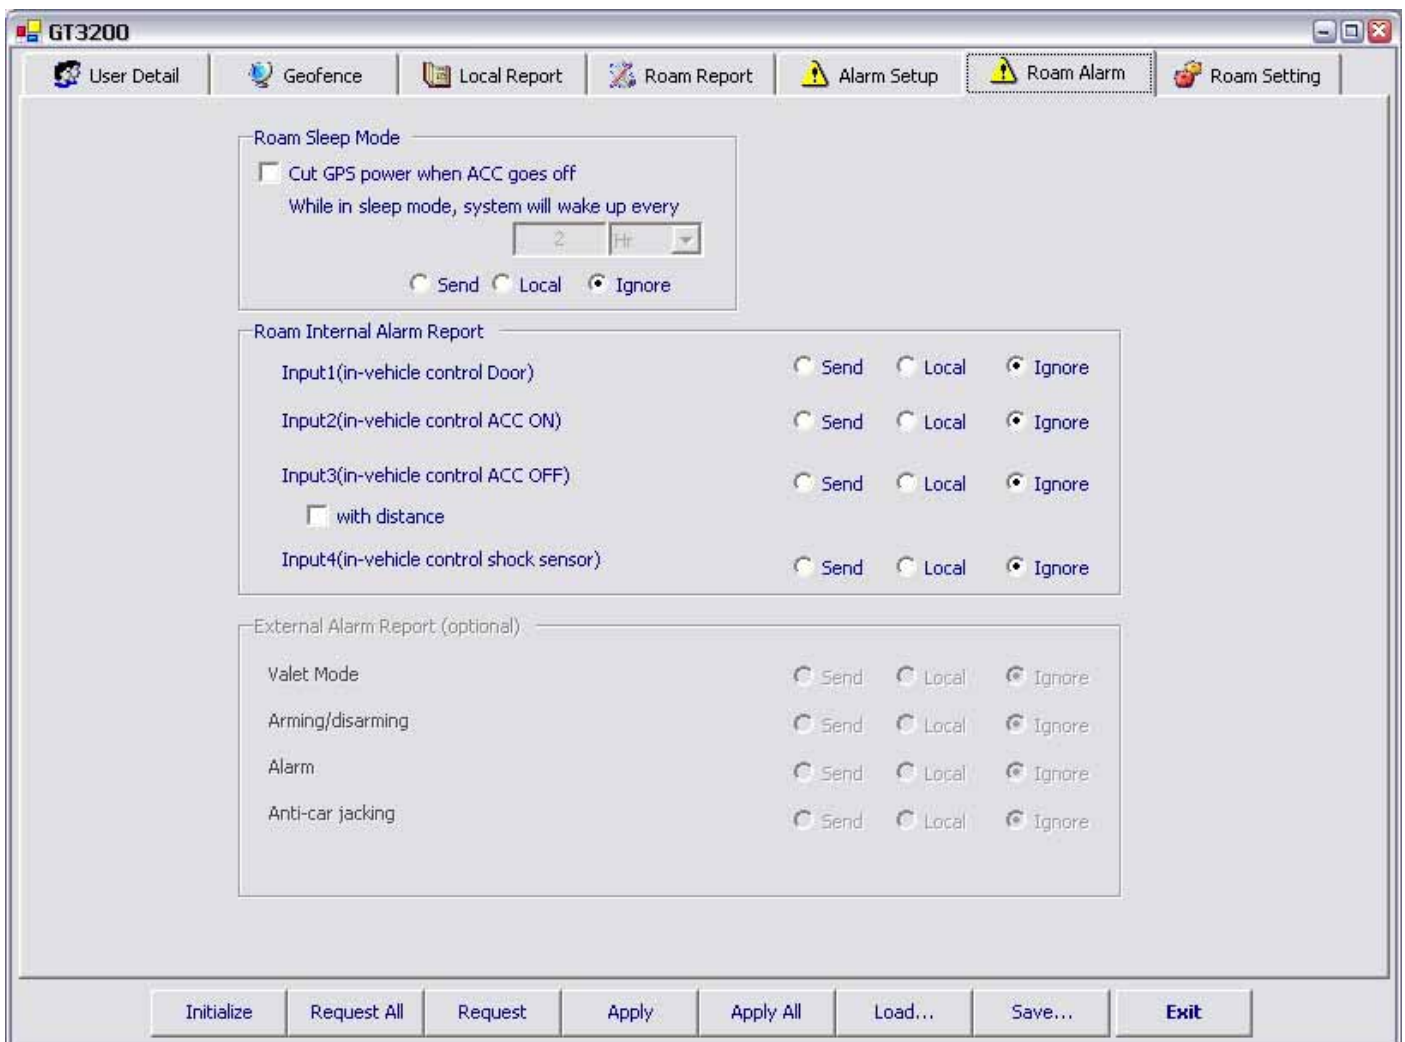 GT3200
User Detail Geofence Local Report Roam Report Alarm Setup Roam Alarm Roam Setting
Roam Sleep Mode
Cut GPS power when ACC goes off
While in sleep mode, system will wake up every
2 Hr
Send Local Ignore
Roam Internal Alarm Report
Input1(in-vehicle control Door) Send Local Ignore
Input2(in-vehicle control ACC ON) Send Local Ignore
Input3(in-vehicle control ACC OFF) Send Local Ignore
with distance
Input4(in-vehicle control shock sensor) Send Local Ignore
External Alarm Report (optional)
Valet Mode Send Local Ignore
Arming/disarming Send Local Ignore
Alarm Send Local Ignore
Anti-car jacking Send Local Ignore
Initialize Request All Request Apply Apply All Load... Save... Exit